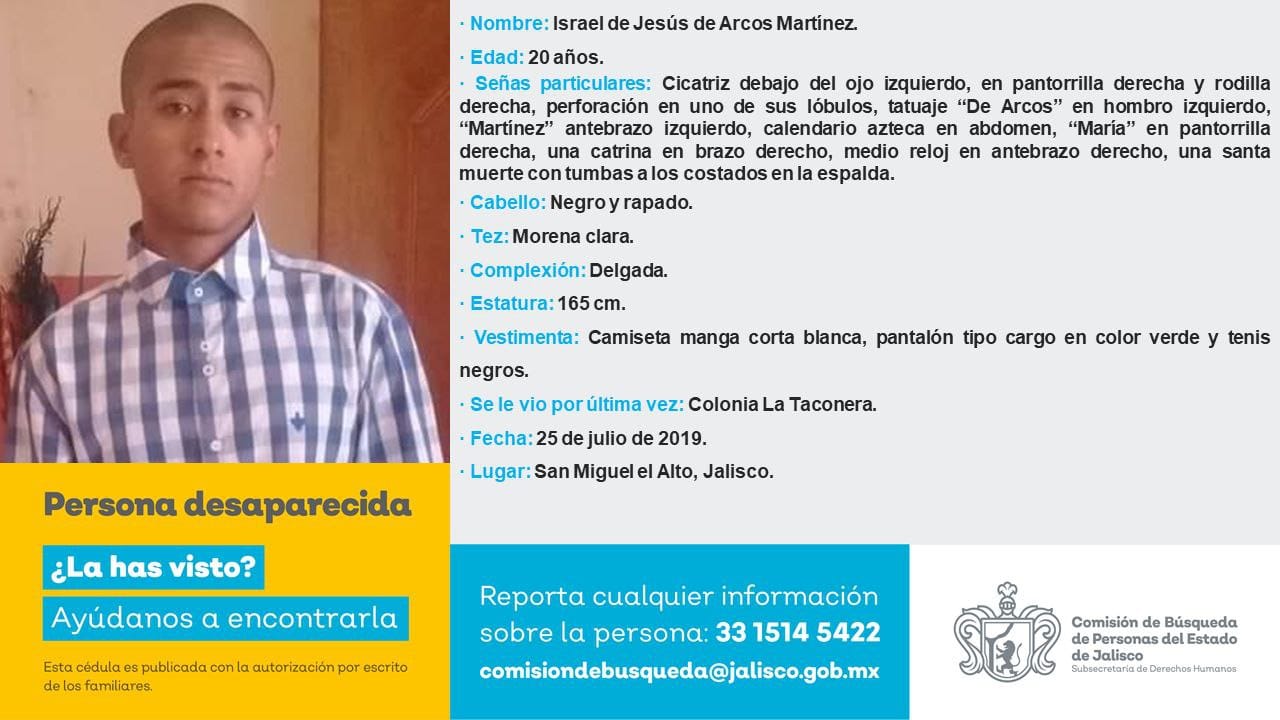 · Nombre: Israel de Jesús de Arcos Martínez.
· Edad: 20 años.
· Señas particulares: Cicatriz debajo del ojo izquierdo, en pantorrilla derecha y rodilla
derecha, perforación en uno de sus lóbulos, tatuaje “De Arcos” en hombro izquierdo,
“Martínez” antebrazo izquierdo, calendario azteca en abdomen, “María” en pantorrilla
derecha, una catrina en brazo derecho, medio reloj en antebrazo derecho, una santa
muerte con tumbas a los costados en la espalda.
· Cabello: Negro y rapado.
· Tez: Morena clara.
· Complexión: Delgada.
· Estatura: 165 cm.
· Vestimenta: Camiseta manga corta blanca, pantalón tipo cargo en color verde y tenis
negros.
· Se le vio por última vez: Colonia La Taconera.
· Fecha: 25 de julio de 2019.
· Lugar: San Miguel el Alto, Jalisco.
Persona desaparecida
¿La has visto?
Ayúdanos a encontrarla
Esta cédula es publicada con la autorización por escrito
de los familiares.
Reporta cualquier información
sobre la persona: 33 1514 5422
comisiondebusqueda@jalisco.gob.mx
Comisión de Búsqueda
de Personas del Estado
de Jalisco
Subsecretaría de Derechos Humanos